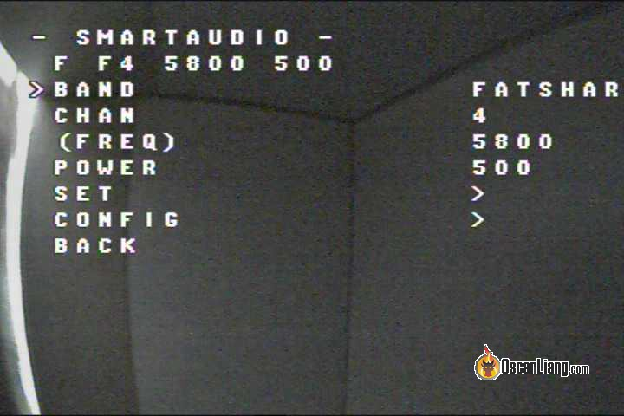 - SMARTAUDIO -
F F4 5800 500
> BAND FATSHAR
CHAN 4
(FREQ) 5800
POWER 500
SET >
CONFIG >
BACK
OscarLiang.com